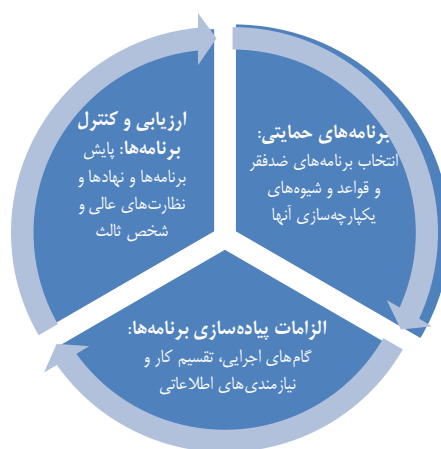 برنامه‌های حمایتی:
انتخاب برنامه‌های ضدفقر
و قواعد و شیوه‌های
یکپارچه‌سازی آنها
الزامات پیاده‌سازی برنامه‌ها:
گام‌های اجرایی، تقسیم کار و
نیازمندی‌های اطلاعاتی
ارزیابی و کنترل
برنامه‌ها: پایش
برنامه‌ها و نهادها و
نظارت‌های عالی و
شخص ثالث